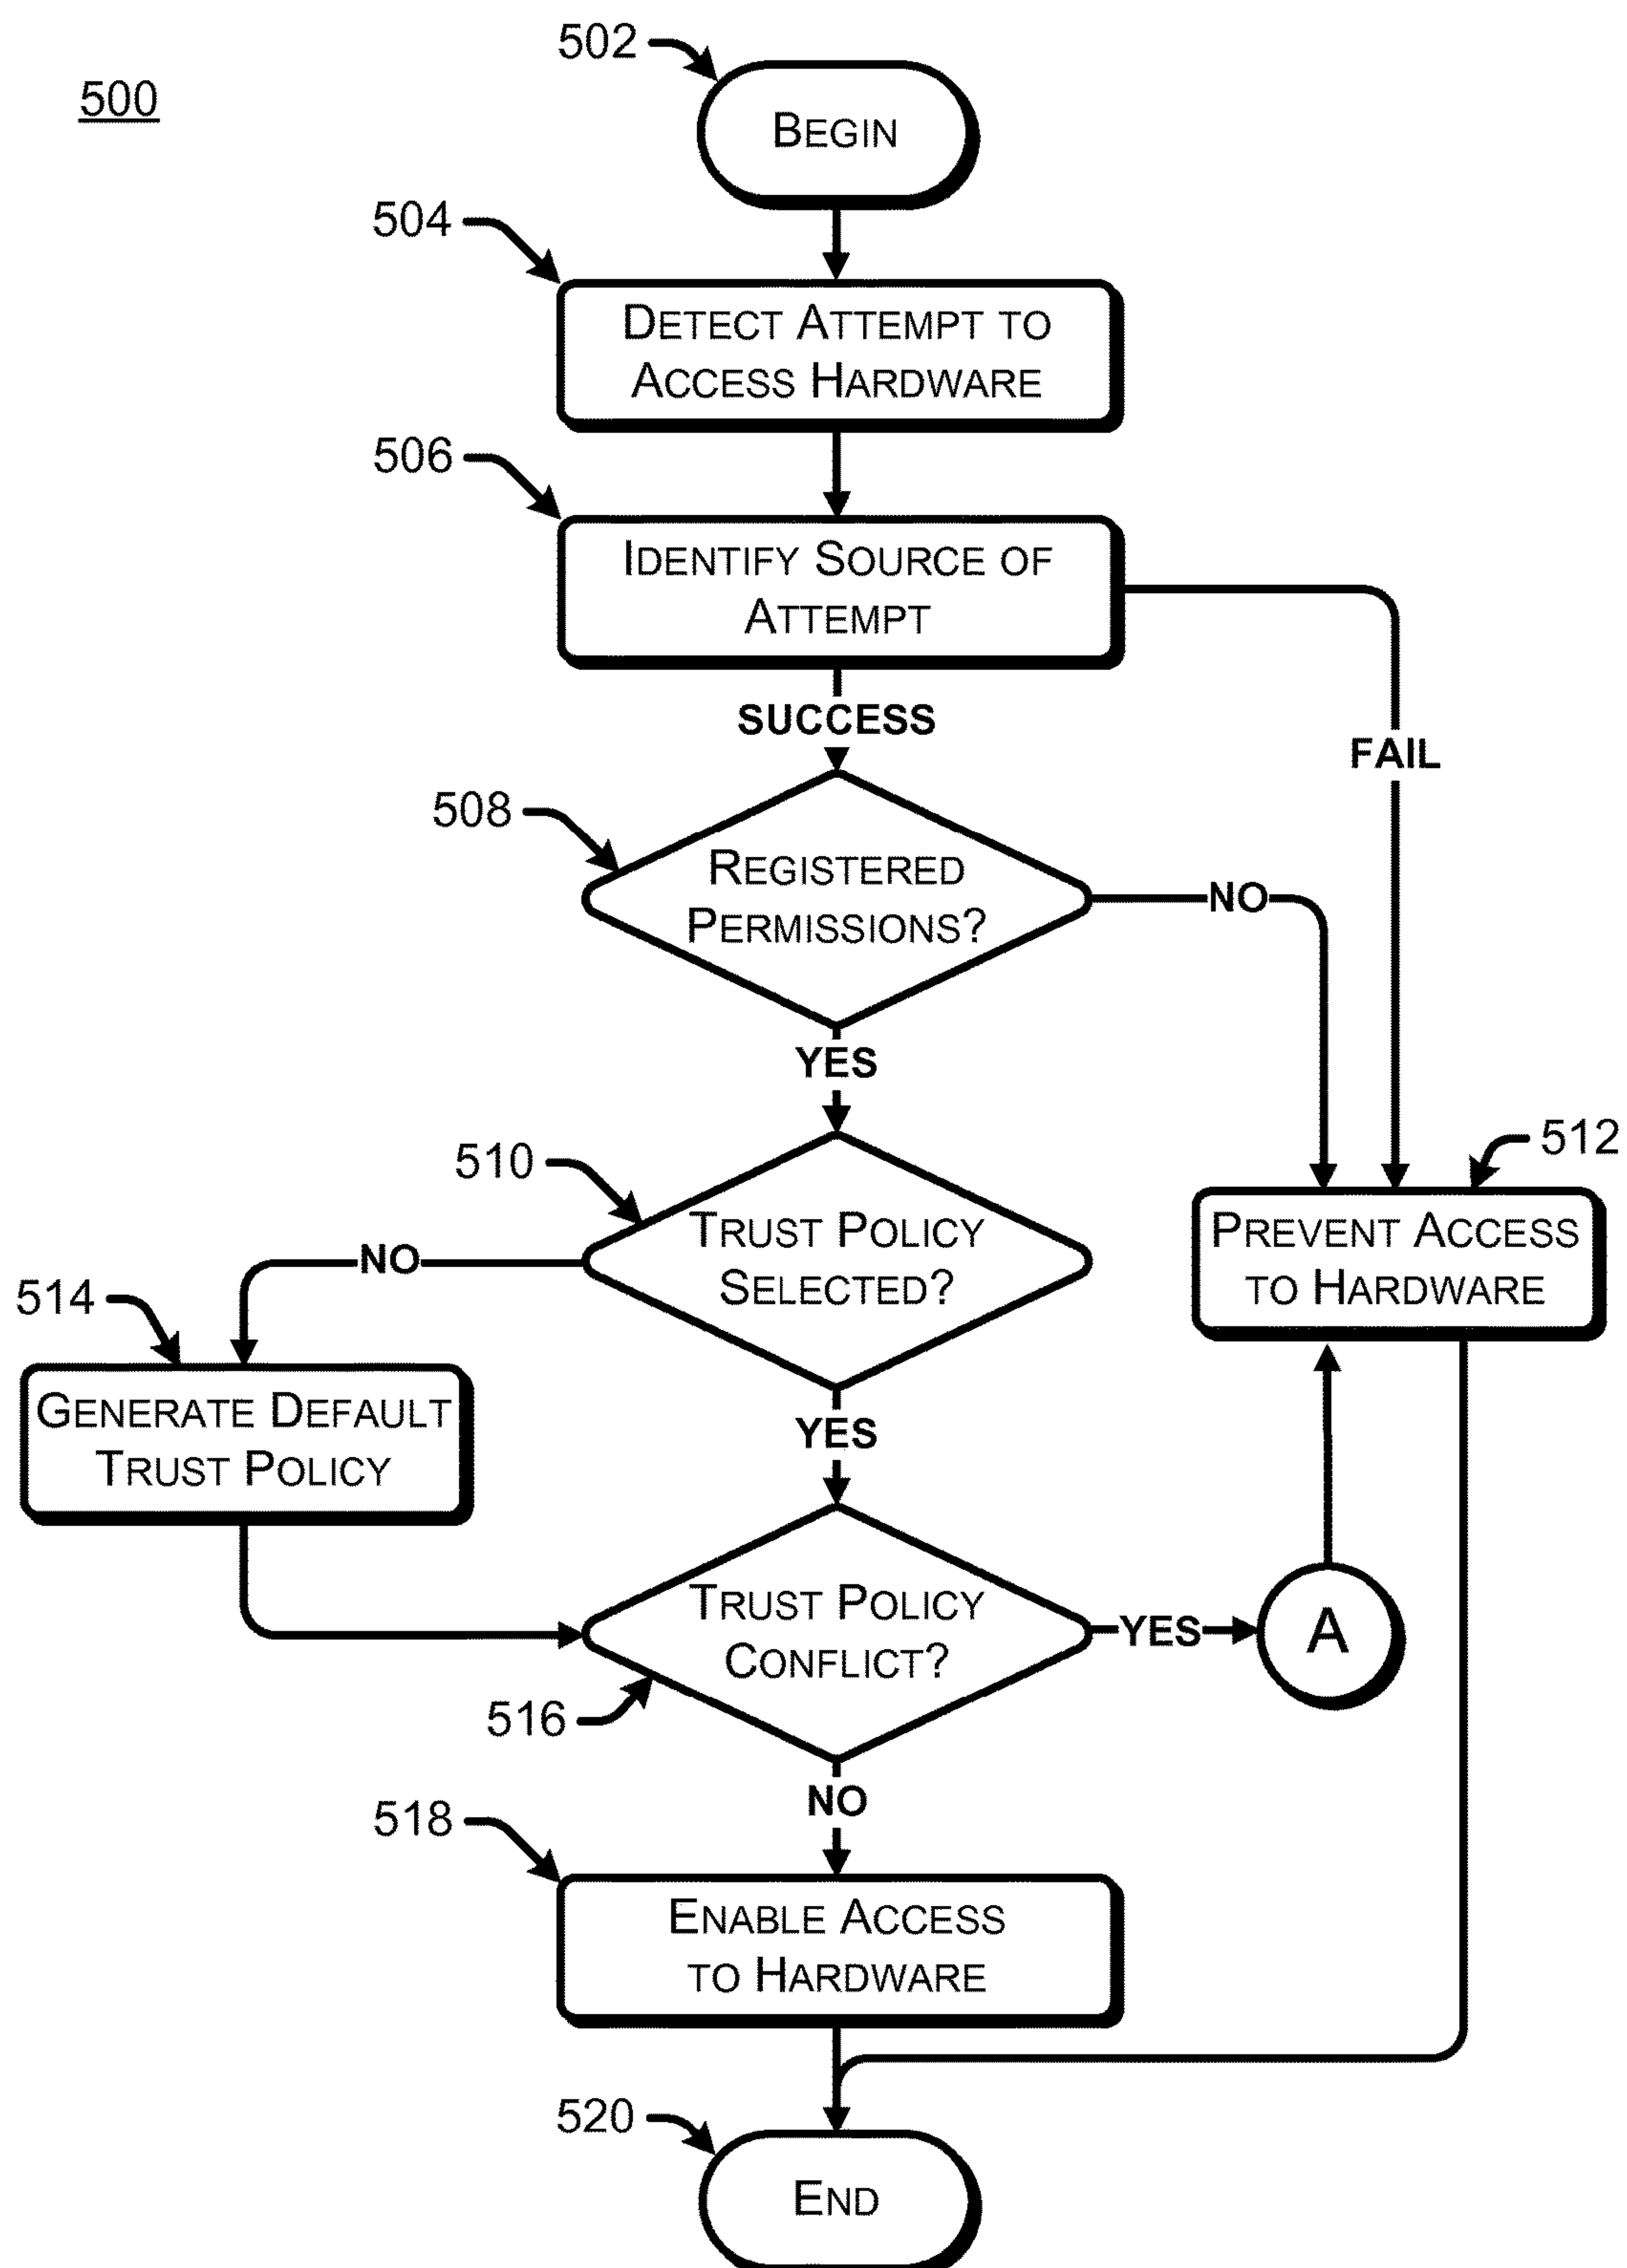 502
500
BEGIN
504
DETECT ATTEMPT TO
ACCESS HARDWARE
506
IDENTIFY SOURCE OF
ATTEMPT
SUCCESS
FAIL
508
REGISTERED
PERMISSIONS?
NO
YES
510
512
TRUST POLICY
SELECTED?
PREVENT ACCESS
TO HARDWARE
NO
514
GENERATE DEFAULT
TRUST POLICY
YES
TRUST POLICY
CONFLICT?
YES
A
516
NO
518
ENABLE ACCESS
TO HARDWARE
520
END